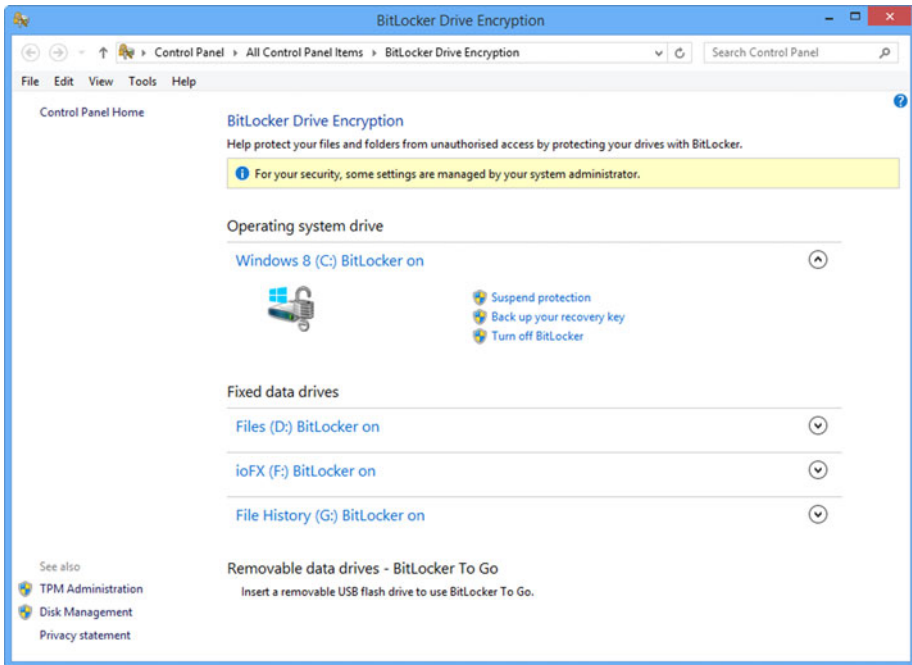 BitLocker Drive Encryption
Control Panel All Control Panel Items BitLocker Drive Encryption
Search Control Panel
File Edit View Tools Help
Control Panel Home
BitLocker Drive Encryption
Help protect your files and folders from unauthorised access by protecting your drives with BitLocker.
For your security, some settings are managed by your system administrator.
Operating system drive
Windows 8 (C:) BitLocker on
Suspend protection
Back up your recovery key
Turn off BitLocker
Fixed data drives
Files (D:) BitLocker on
ioFX (F:) BitLocker on
File History (G:) BitLocker on
Removable data drives - BitLocker To Go
Insert a removable USB flash drive to use BitLocker To Go.
See also
TPM Administration
Disk Management
Privacy statement